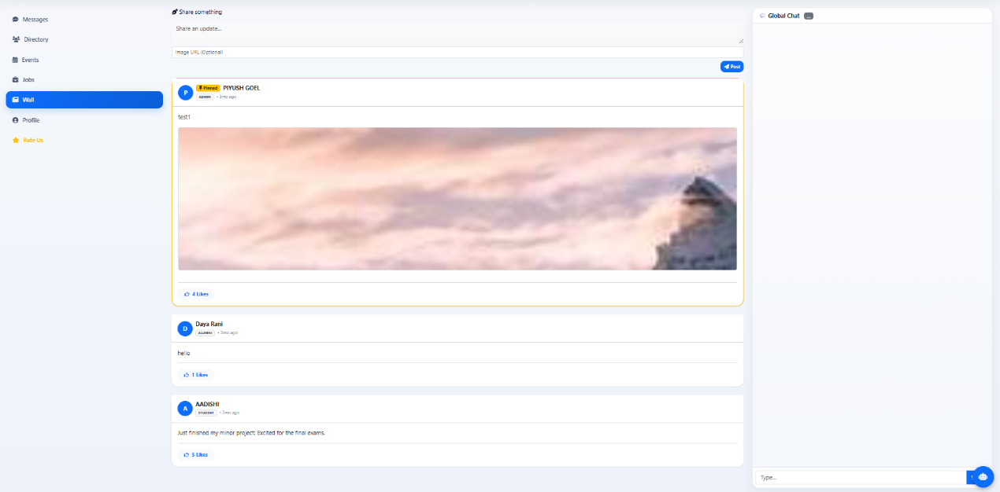 Messages
Directory
Events
Jobs
Wall
Profile
Rate Us
Share something
Share an update...
Image URL (Optional)
Post
P
Pinned PIYUSH GOEL
ADMIN • 3mo ago
test1
4 Likes
D
Daya Rani
ALUMNI • 3mo ago
hello
1 Likes
A
AADISHI
STUDENT • 3mo ago
Just finished my minor project! Excited for the final exams.
5 Likes
Global Chat ...
Type...